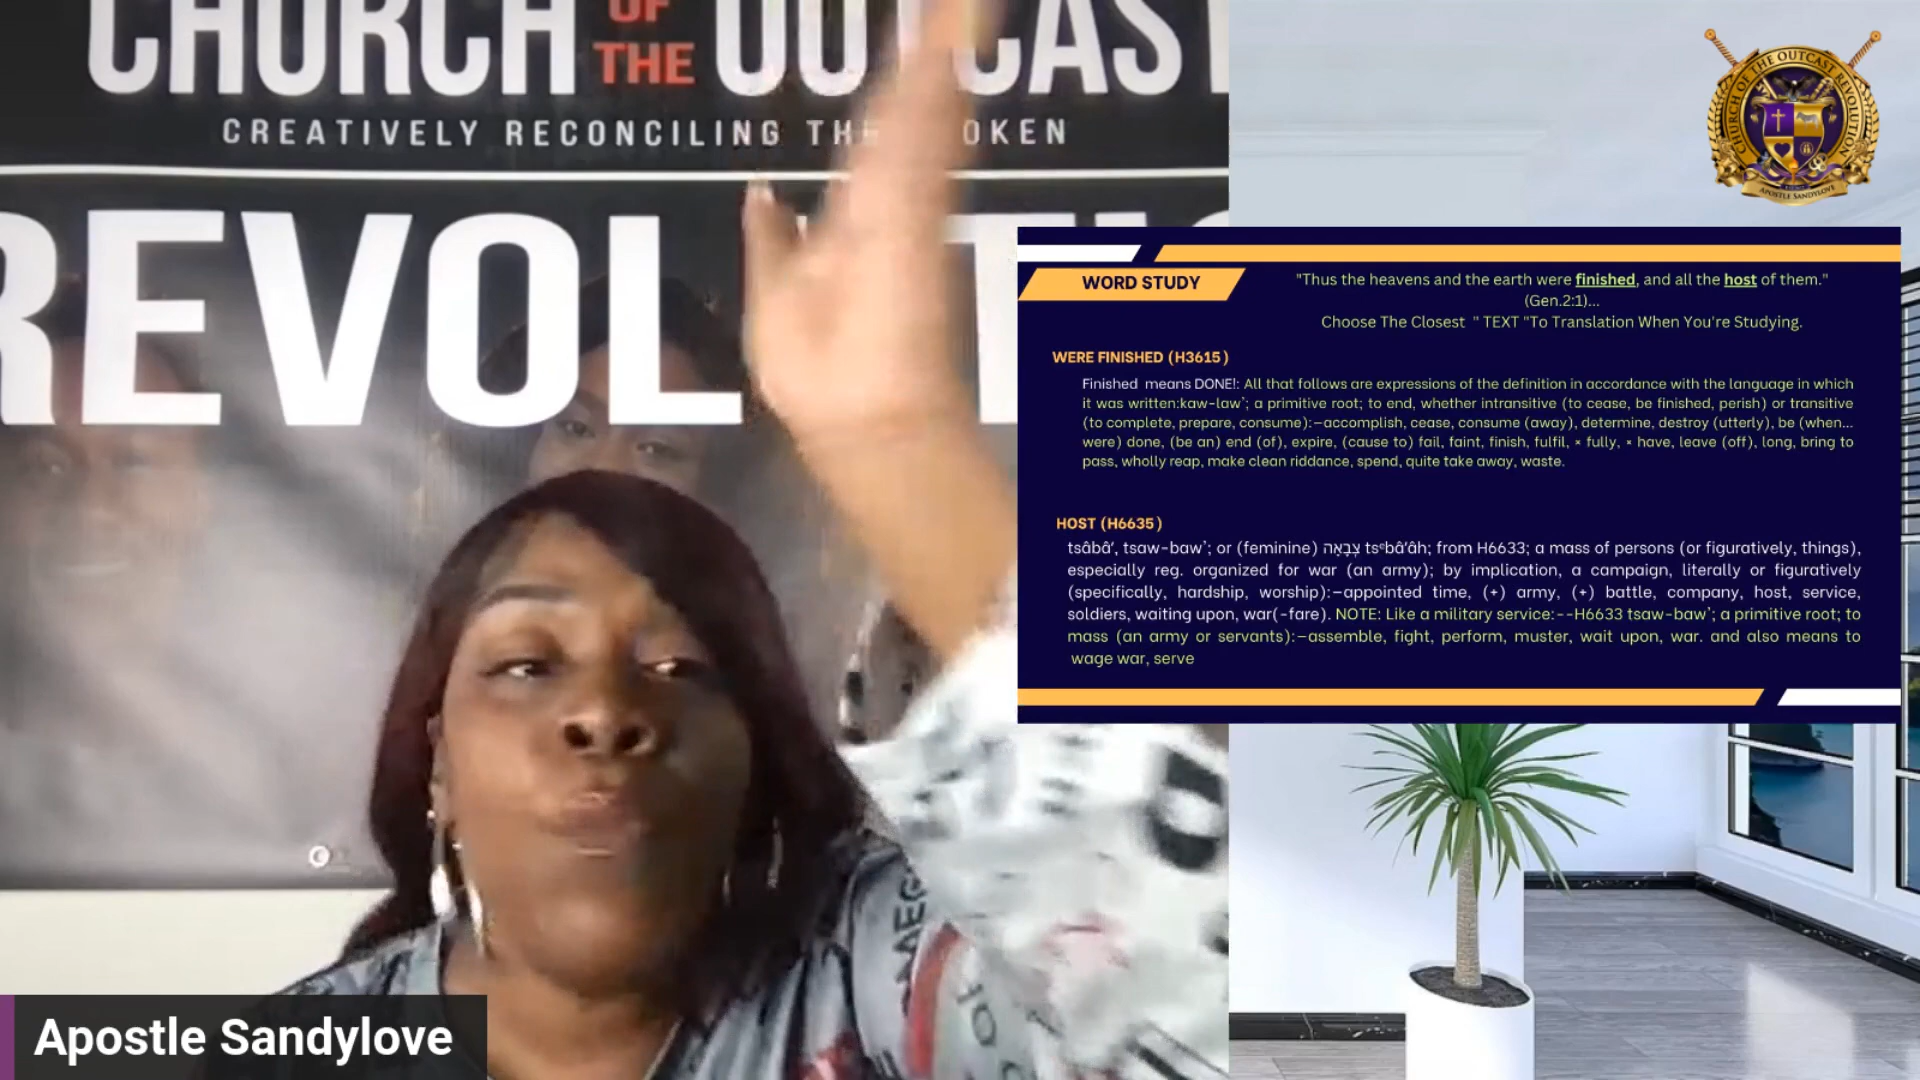 CHURCH OF THE OUTCAST
CREATIVELY RECONCILING OKEN
REVOL
CHURCH OF THE OUTCAST REVOLUTION
APOSTLE SANDYLOVE
WORD STUDY
"Thus the heavens and the earth were finished, and all the host of them."
(Gen.2:1)...
Choose The Closest " TEXT "To Translation When You're Studying.
WERE FINISHED (H3615)
Finished means DONE!: All that follows are expressions of the definition in accordance with the language in which
it was written:kaw-law'; a primitive root; to end, whether intransitive (to cease, be finished, perish) or transitive
(to complete, prepare, consume):—accomplish, cease, consume (away), determine, destroy (utterly), be (when...
were) done, (be an) end (of), expire, (cause to) fail, faint, finish, fulfil, × fully, × have, leave (off), long, bring to
pass, wholly reap, make clean riddance, spend, quite take away, waste.
HOST (H6635)
tsâbâʼ, tsaw-baw'; or (feminine) צְבָאָה tsᵉbâʼâh; from H6633; a mass of persons (or figuratively, things),
especially reg. organized for war (an army); by implication, a campaign, literally or figuratively
(specifically, hardship, worship):—appointed time, (+) army, (+) battle, company, host, service,
soldiers, waiting upon, war(-fare). NOTE: Like a military service:--H6633 tsaw-baw'; a primitive root; to
mass (an army or servants):—assemble, fight, perform, muster, wait upon, war. and also means to
wage war, serve
Apostle Sandylove